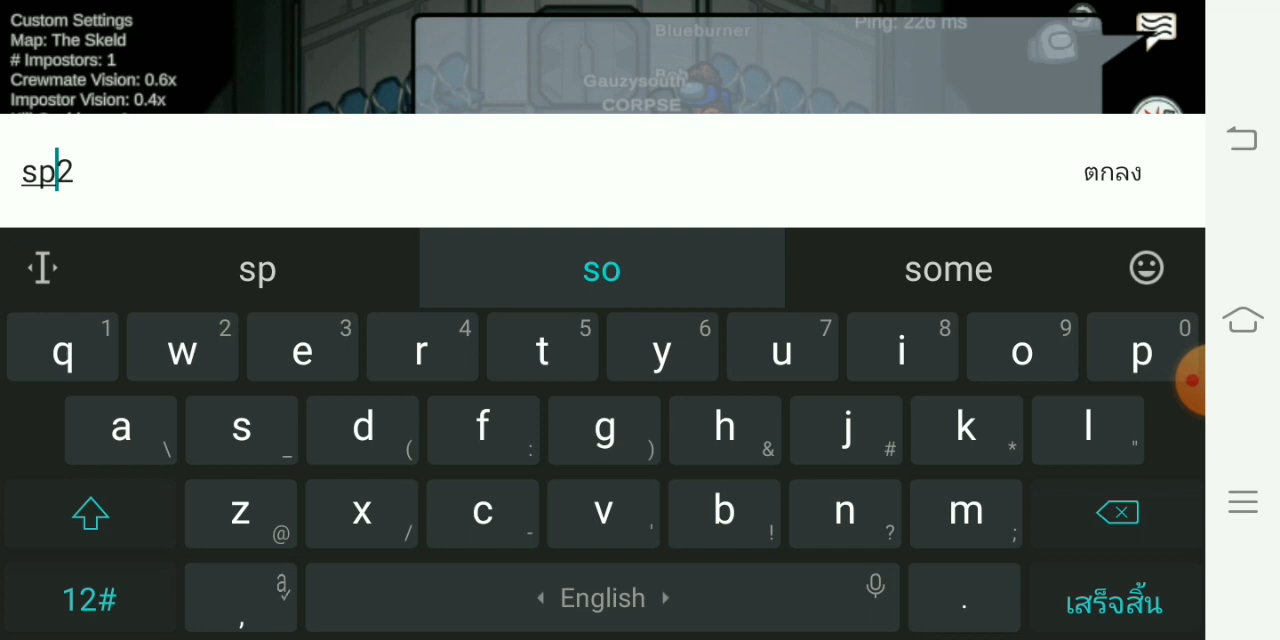 Custom Settings
Map: The Skeld
# Impostors: 1
Crewmate Vision: 0.6x
Impostor Vision: 0.4x
Blueburner
Ping: 226 ms
Gauzysouth
CORPSE
sp2
ตกลง
sp so some
q 1 w 2 e 3 r 4 t 5 y 6 u 7 i 8 o 9 p 0
a \ s _ d ( f : g ) h & j # k * l "
z @ x / c - v ' b ! n ? m ;
12# , English . เสร็จสิ้น